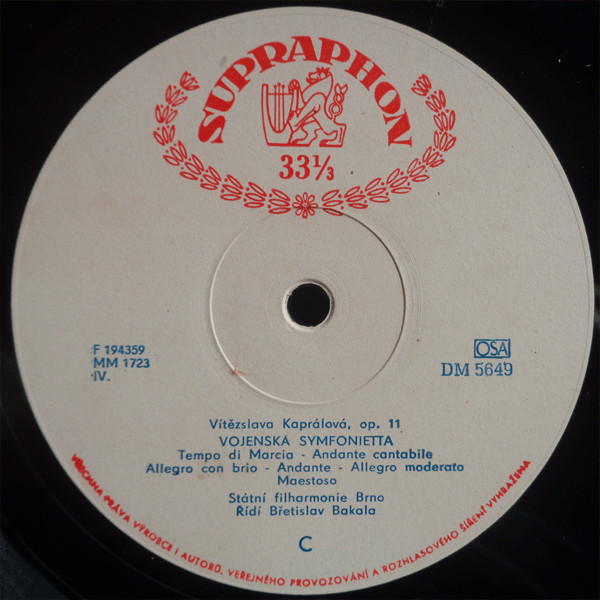 SUPRAPHON
33⅓
F 194359
MM 1723
IV.
OSA
DM 5649
Vítězslava Kaprálová, op. 11
VOJENSKÁ SYMFONIETTA
Tempo di Marcia - Andante cantabile
Allegro con brio - Andante - Allegro moderato
Maestoso
Státní filharmonie Brno
Řídí Břetislav Bakala
C
VŠECHNA PRÁVA VÝROBCE I AUTORŮ, VEŘEJNÉHO PROVOZOVÁNÍ A ROZHLASOVÉHO ŠÍŘENÍ VYHRAŽENA